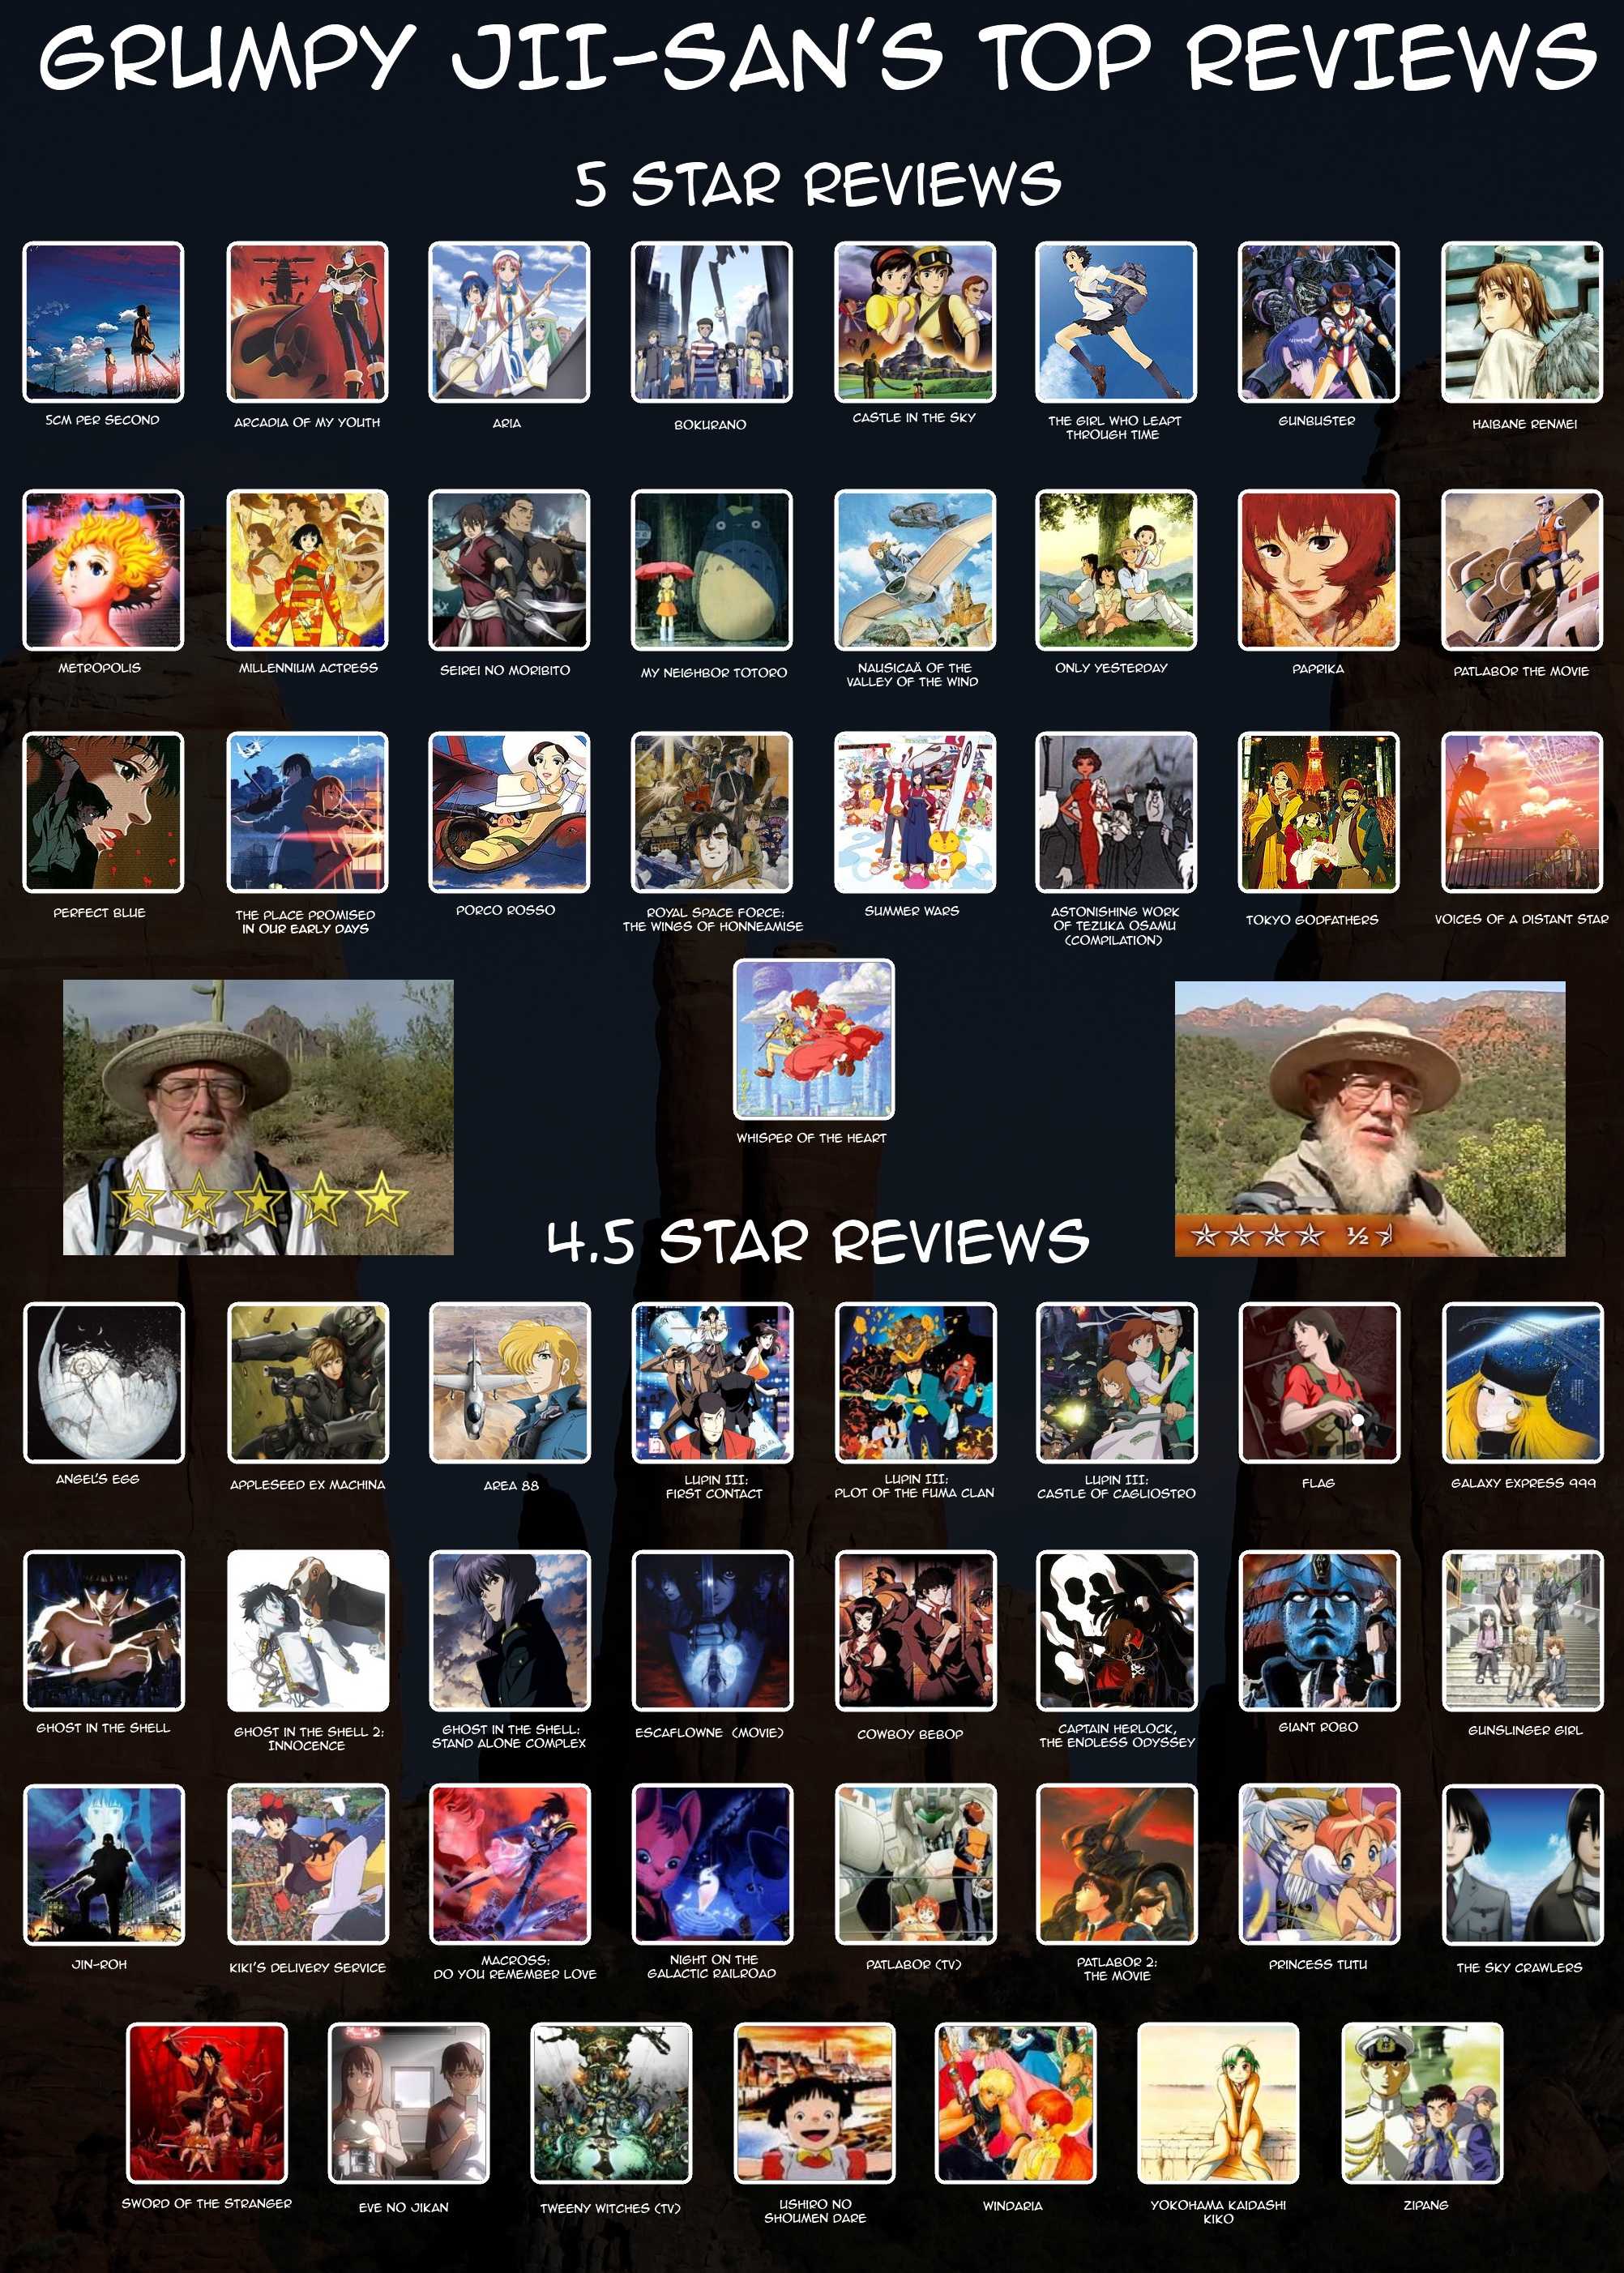 GRUMPY JII-SAN'S TOP REVIEWS
5 STAR REVIEWS
5CM PER SECOND
ARCADIA OF MY YOUTH
ARIA
BOKURANO
CASTLE IN THE SKY
THE GIRL WHO LEAPT
THROUGH TIME
GUNBUSTER
HAIBANE RENMEI
METROPOLIS
MILLENNIUM ACTRESS
SEIREI NO MORIBITO
MY NEIGHBOR TOTORO
NAUSICAÄ OF THE
VALLEY OF THE WIND
ONLY YESTERDAY
PAPRIKA
PATLABOR THE MOVIE
PERFECT BLUE
THE PLACE PROMISED
IN OUR EARLY DAYS
PORCO ROSSO
ROYAL SPACE FORCE:
THE WINGS OF HONNEAMISE
SUMMER WARS
ASTONISHING WORK
OF TEZUKA OSAMU
(COMPILATION)
TOKYO GODFATHERS
VOICES OF A DISTANT STAR
WHISPER OF THE HEART
½
4.5 STAR REVIEWS
ANGEL'S EGG
APPLESEED EX MACHINA
AREA 88
LUPIN III:
FIRST CONTACT
LUPIN III:
PLOT OF THE FUMA CLAN
LUPIN III:
CASTLE OF CAGLIOSTRO
FLAG
GALAXY EXPRESS 999
GHOST IN THE SHELL
GHOST IN THE SHELL 2:
INNOCENCE
GHOST IN THE SHELL:
STAND ALONE COMPLEX
ESCAFLOWNE (MOVIE)
COWBOY BEBOP
CAPTAIN HERLOCK,
THE ENDLESS ODYSSEY
GIANT ROBO
GUNSLINGER GIRL
JIN-ROH
KIKI'S DELIVERY SERVICE
MACROSS:
DO YOU REMEMBER LOVE
NIGHT ON THE
GALACTIC RAILROAD
PATLABOR (TV)
PATLABOR 2:
THE MOVIE
PRINCESS TUTU
THE SKY CRAWLERS
SWORD OF THE STRANGER
EVE NO JIKAN
TWEENY WITCHES (TV)
USHIRO NO
SHOUMEN DARE
WINDARIA
YOKOHAMA KAIDASHI
KIKO
ZIPANG